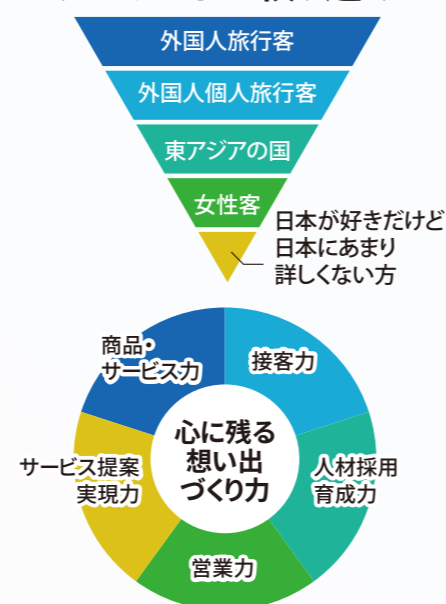 外国人旅行客
外国人個人旅行客
東アジアの国
女性客
日本が好きだけど
日本にあまり
詳しくない方
商品・
サービス力
接客力
心に残る
想い出
づくり力
サービス提案
実現力
人材採用
育成力
営業力